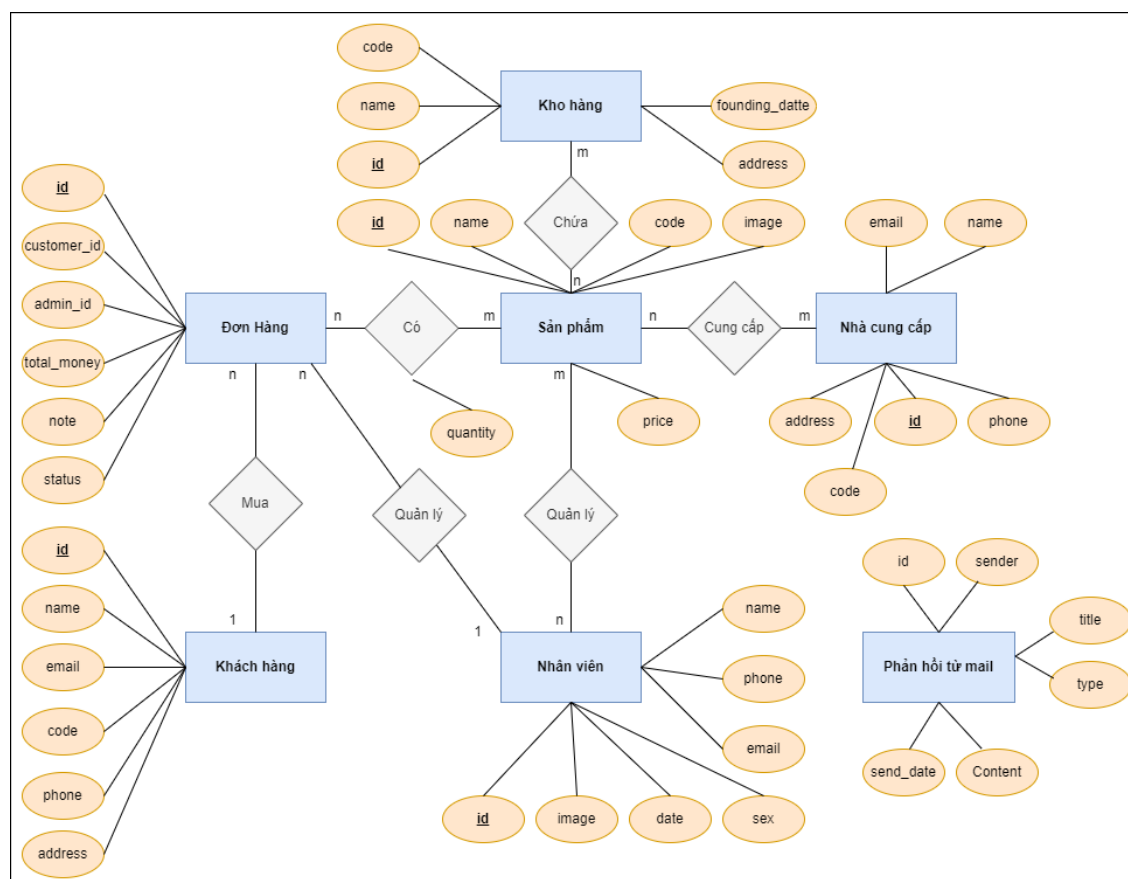 code
Kho hàng
name
founding_datte
id
m
address
id
Chứa
id
name
code
image
email
name
customer_id
n
admin_id
Đơn Hàng
n
Có
m
Sản phẩm
n
Cung cấp
m
Nhà cung cấp
total_money
n
n
m
note
quantity
price
address
id
phone
status
code
Mua
Quản lý
Quản lý
id
id
sender
name
name
1
1
n
title
email
Khách hàng
Nhân viên
phone
Phản hồi từ mail
type
code
email
send_date
Content
phone
id
image
date
sex
address